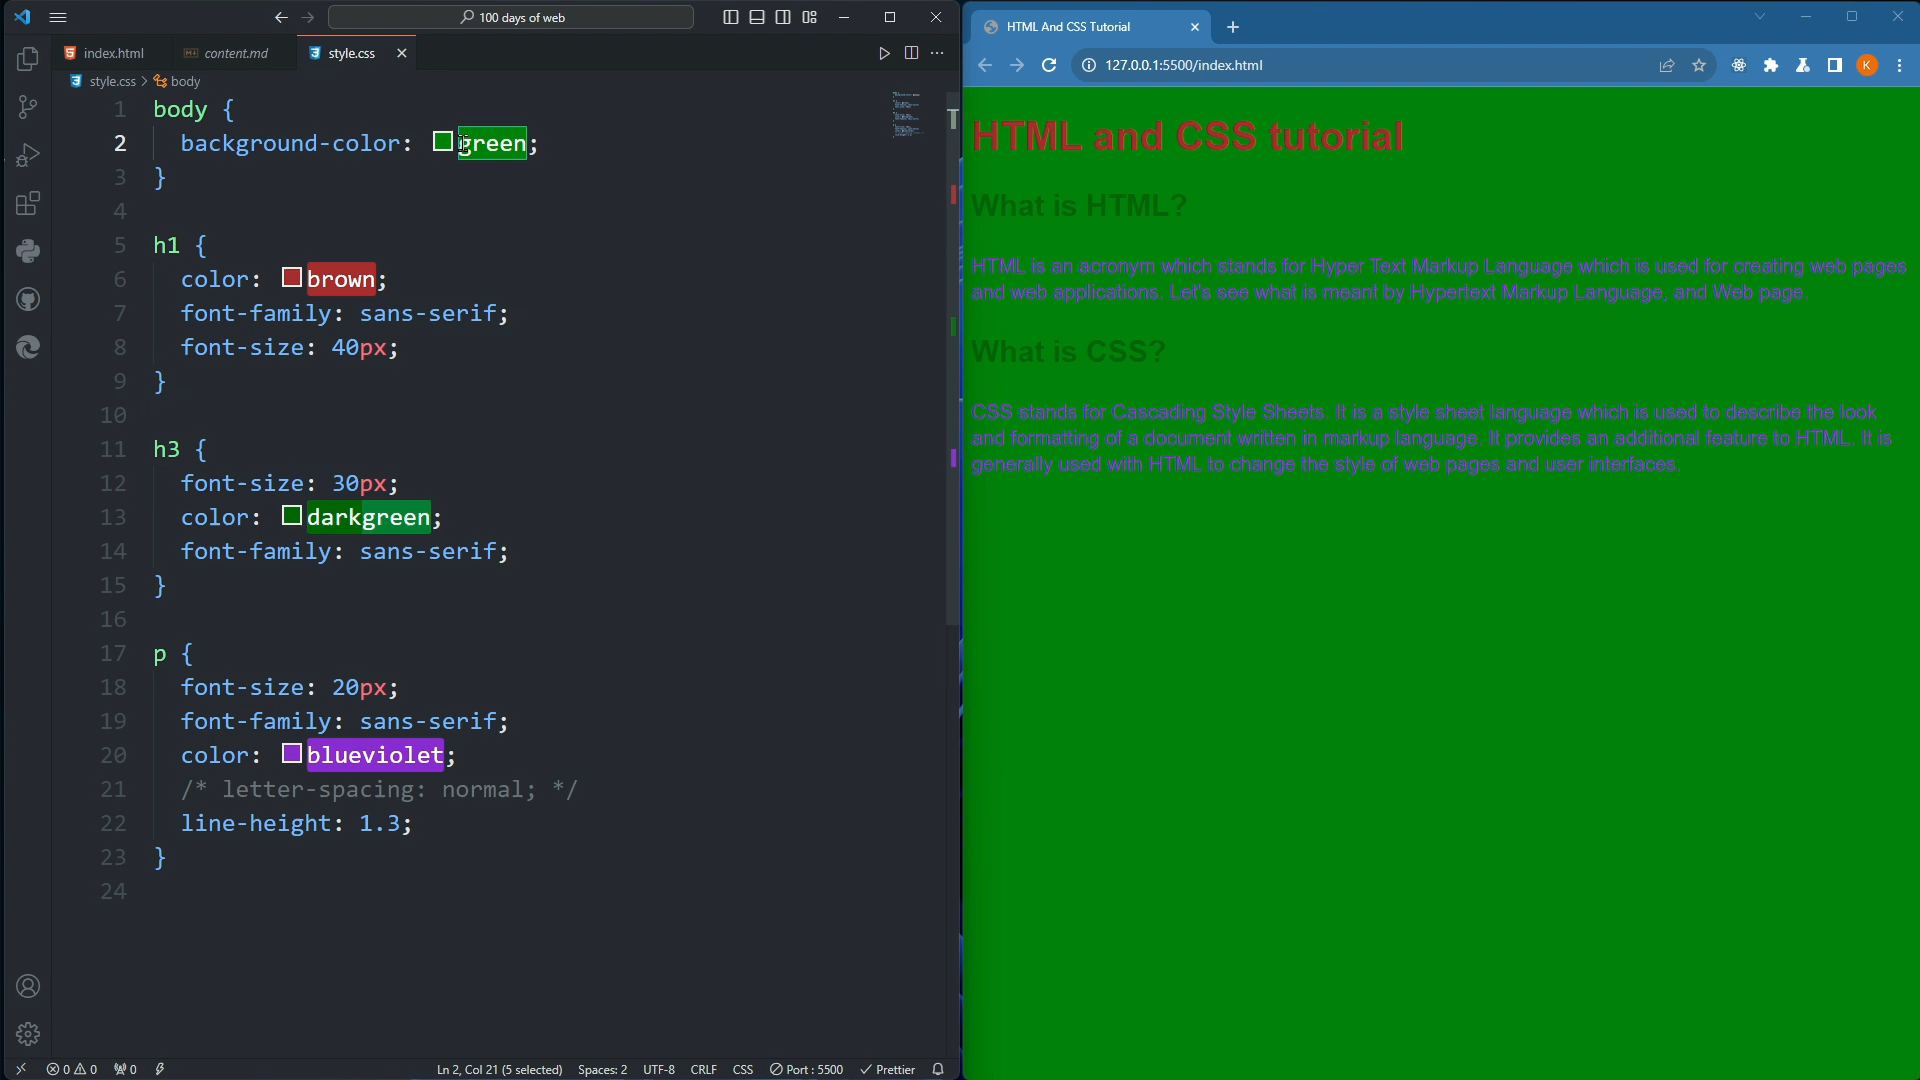 100 days of web
index.html
content.md
style.css
style.css > body
1 body {
2 background-color: green;
3 }
4
5 h1 {
6 color: brown;
7 font-family: sans-serif;
8 font-size: 40px;
9 }
10
11 h3 {
12 font-size: 30px;
13 color: darkgreen;
14 font-family: sans-serif;
15 }
16
17 p {
18 font-size: 20px;
19 font-family: sans-serif;
20 color: blueviolet;
21 /* letter-spacing: normal; */
22 line-height: 1.3;
23 }
24
0 0 0 Ln 2, Col 21 (5 selected) Spaces: 2 UTF-8 CRLF CSS Port : 5500 Prettier
HTML And CSS Tutorial
127.0.0.1:5500/index.html
K
HTML and CSS tutorial
What is HTML?
HTML is an acronym which stands for Hyper Text Markup Language which is used for creating web pages
and web applications. Let's see what is meant by Hypertext Markup Language, and Web page.
What is CSS?
CSS stands for Cascading Style Sheets. It is a style sheet language which is used to describe the look
and formatting of a document written in markup language. It provides an additional feature to HTML. It is
generally used with HTML to change the style of web pages and user interfaces.